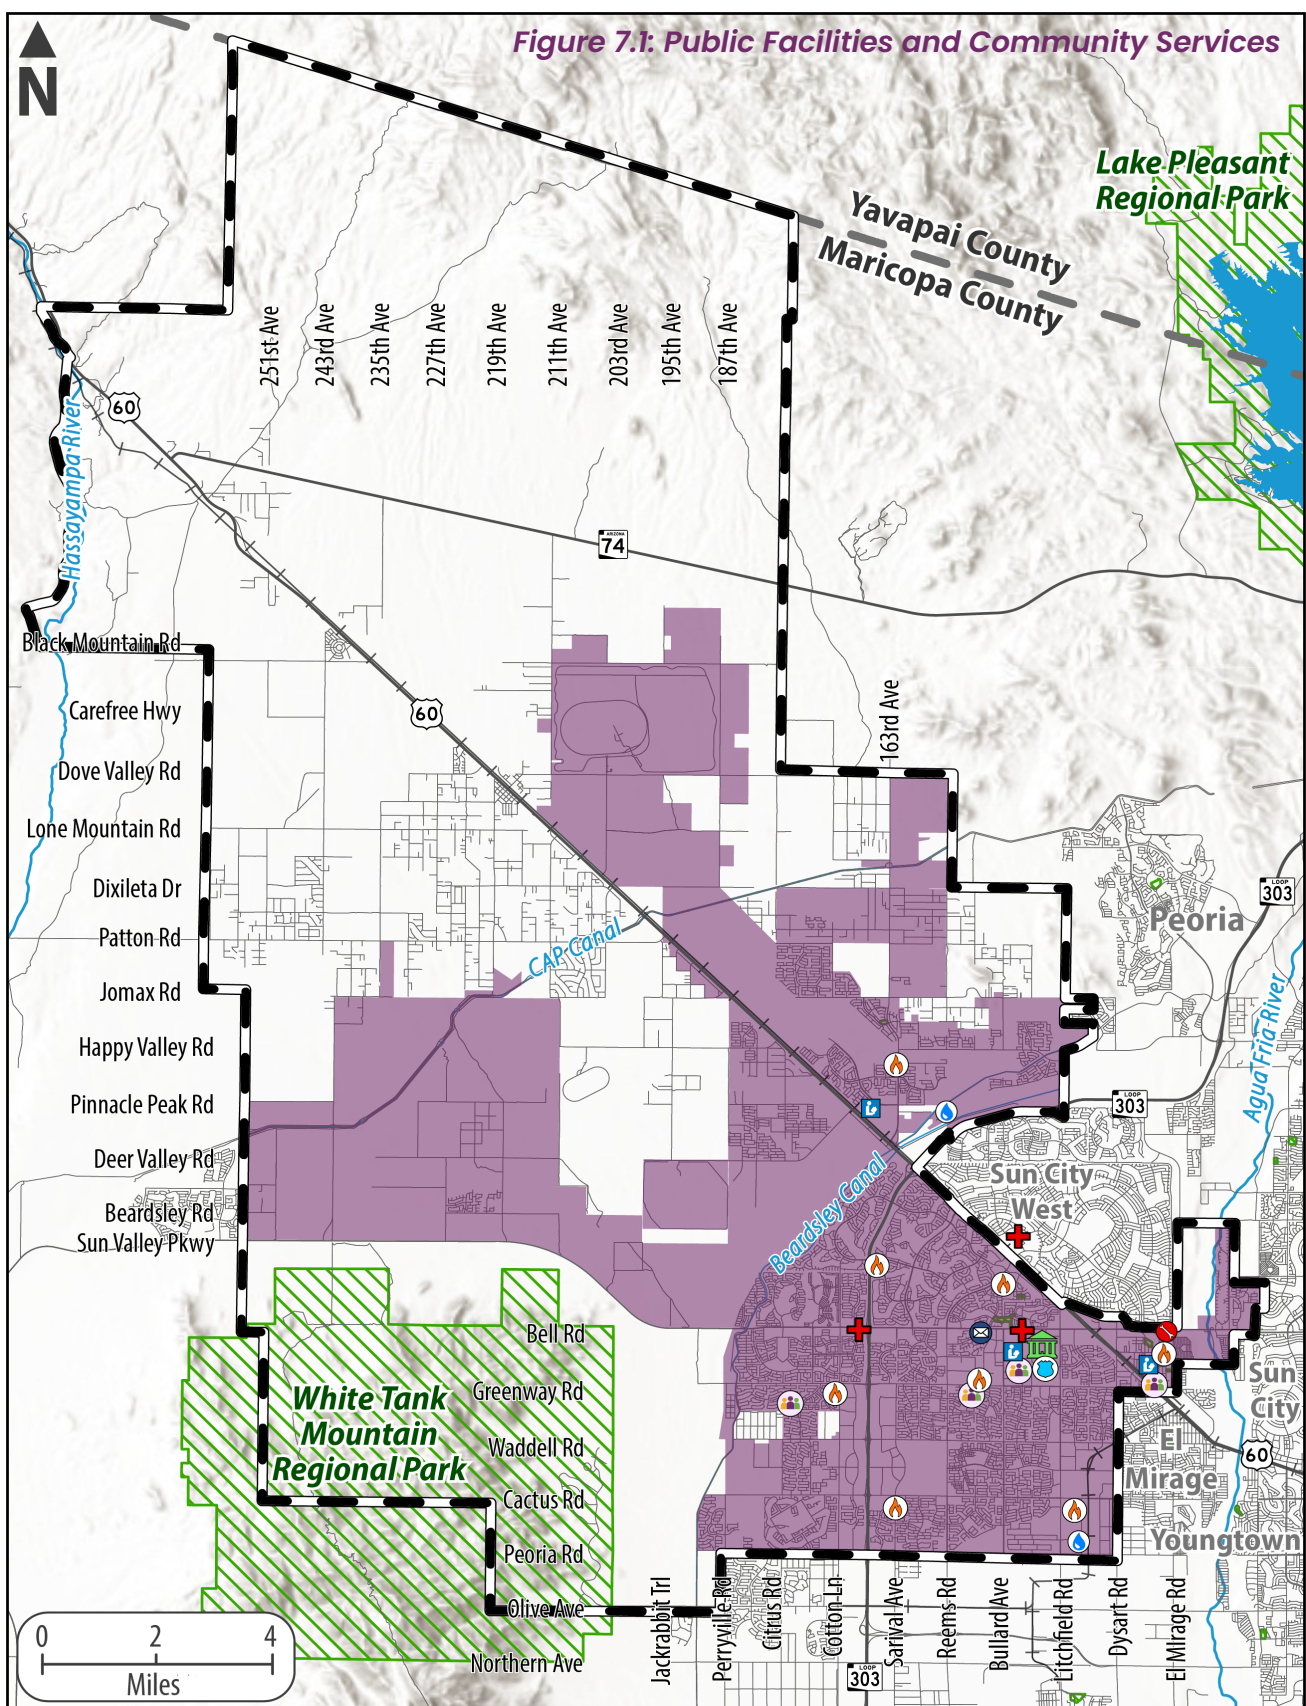 Figure 7.1: Public Facilities and Community Services
N
Lake Pleasant
Regional Park
Yavapai County
Maricopa County
251st Ave
243rd Ave
235th Ave
227th Ave
219th Ave
211th Ave
203rd Ave
195th Ave
187th Ave
60
Hassayampa River
ARIZONA
74
Black Mountain Rd
Carefree Hwy
60
163rd Ave
Dove Valley Rd
Lone Mountain Rd
Dixileta Dr
LOOP
303
Peoria
Patton Rd
CAP Canal
Jomax Rd
Agua Fria River
Happy Valley Rd
Pinnacle Peak Rd
LOOP
303
Deer Valley Rd
Beardsley Canal
Sun City
West
Beardsley Rd
Sun Valley Pkwy
Bell Rd
Greenway Rd
White Tank
Mountain
Regional Park
Sun
City
Waddell Rd
El
Mirage
60
Cactus Rd
Peoria Rd
Youngtown
Olive Ave
Northern Ave
Jackrabbit Trl
Perryville Rd
Citrus Rd
Cotton Ln
Sarival Ave
Reems Rd
Bullard Ave
Litchfield Rd
Dysart Rd
El Mirage Rd
LOOP
303
0 2 4
Miles